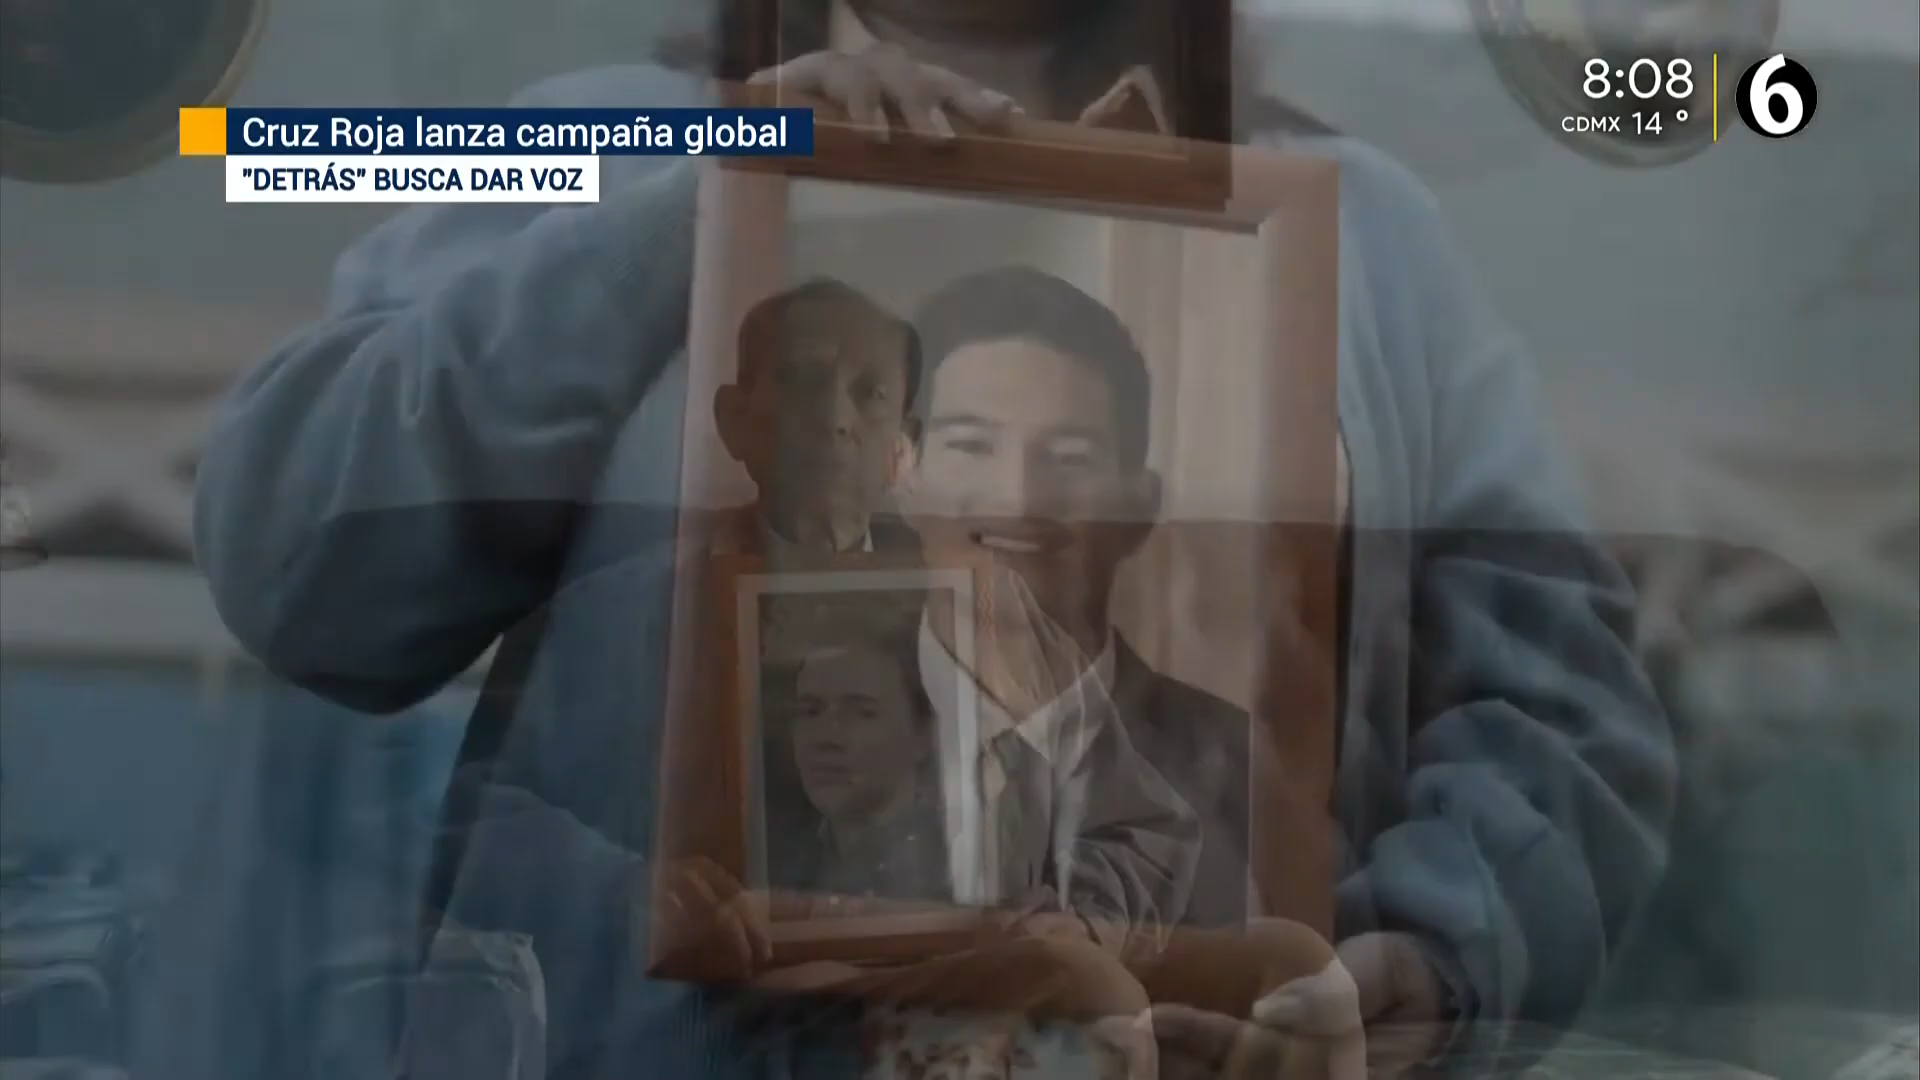 Cruz Roja lanza campaña global
"DETRÁS" BUSCA DAR VOZ
8:08
CDMX 14 °
6